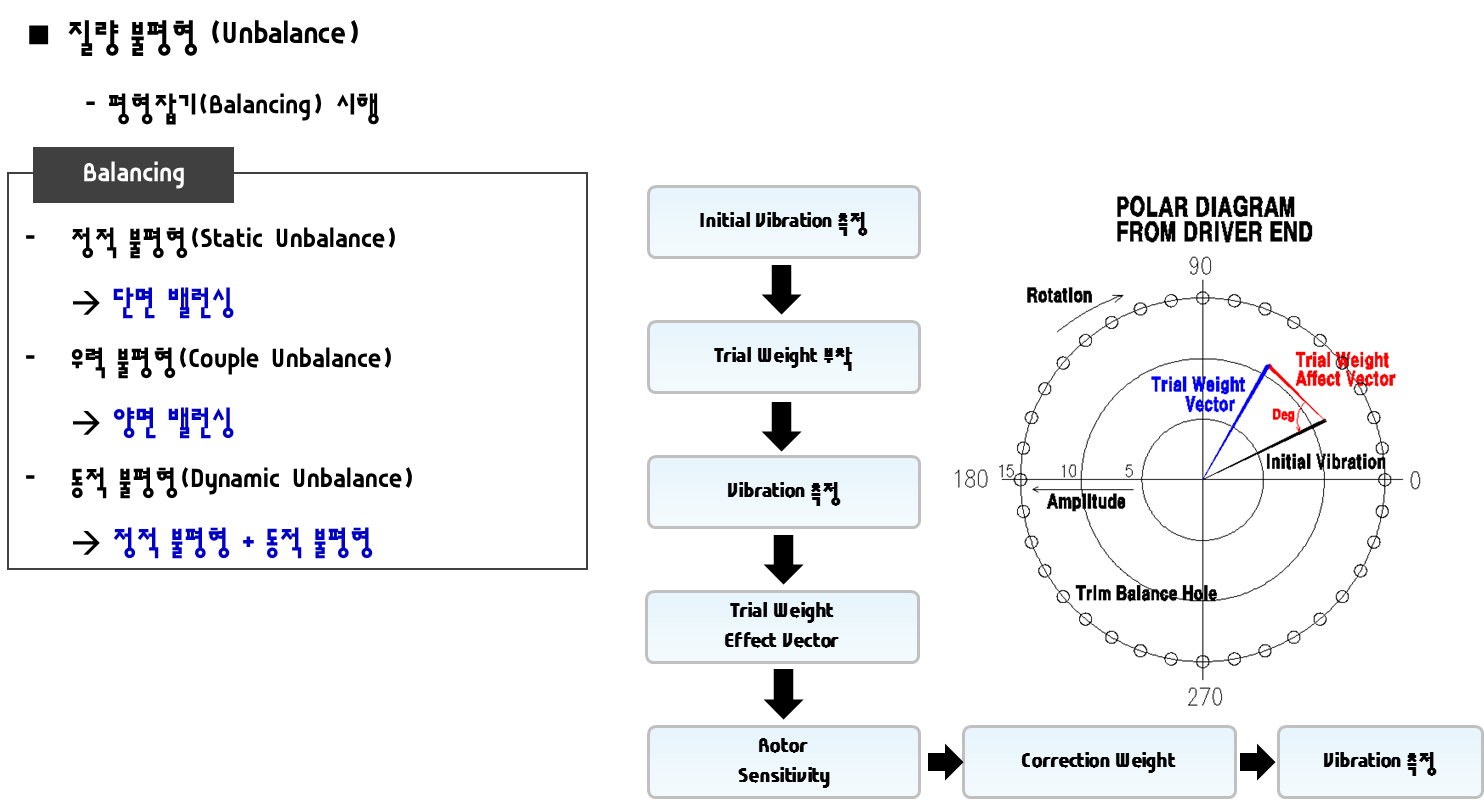 ■ 질량 불평형 (Unbalance)
- 평형잡기(Balancing) 시행
Balancing
- 정적 불평형(Static Unbalance)
→ 단면 밸런싱
- 우력 불평형(Couple Unbalance)
→ 양면 밸런싱
- 동적 불평형(Dynamic Unbalance)
→ 정적 불평형 + 동적 불평형
Initial Vibration 측정
Trial Weight 부착
Vibration 측정
Trial Weight
Effect Vector
Rotor
Sensitivity
Correction Weight
Vibration 측정
POLAR DIAGRAM
FROM DRIVER END
90
Rotation
Trial Weight
Affect Vector
Trial Weight
Vector
Deg
Initial Vibration
180
15
10
5
0
Amplitude
Trim Balance Hole
270